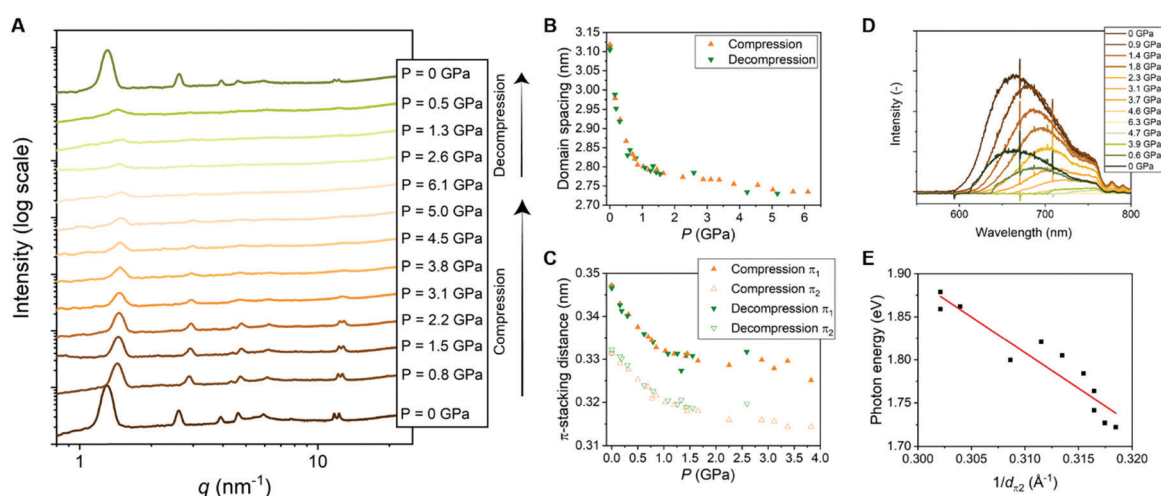 A
Intensity (log scale)
P = 0 GPa
P = 0.5 GPa
P = 1.3 GPa
P = 2.6 GPa
P = 6.1 GPa
P = 5.0 GPa
P = 4.5 GPa
P = 3.8 GPa
P = 3.1 GPa
P = 2.2 GPa
P = 1.5 GPa
P = 0.8 GPa
P = 0 GPa
Decompression
Compression
1
10
q (nm⁻¹)
B
Domain spacing (nm)
3.15
3.10
3.05
3.00
2.95
2.90
2.85
2.80
2.75
2.70
Compression
Decompression
0 1 2 3 4 5 6
P (GPa)
C
π-stacking distance (nm)
0.35
0.34
0.33
0.32
0.31
Compression π₁
Compression π₂
Decompression π₁
Decompression π₂
0.0 0.5 1.0 1.5 2.0 2.5 3.0 3.5 4.0
P (GPa)
D
Intensity (-)
0 GPa
0.9 GPa
1.4 GPa
1.8 GPa
2.3 GPa
3.1 GPa
3.7 GPa
4.6 GPa
6.3 GPa
4.7 GPa
3.9 GPa
0.6 GPa
0 GPa
600 700 800
Wavelength (nm)
E
Photon energy (eV)
1.90
1.85
1.80
1.75
1.70
0.300 0.305 0.310 0.315 0.320
1/dπ2 (Å⁻¹)